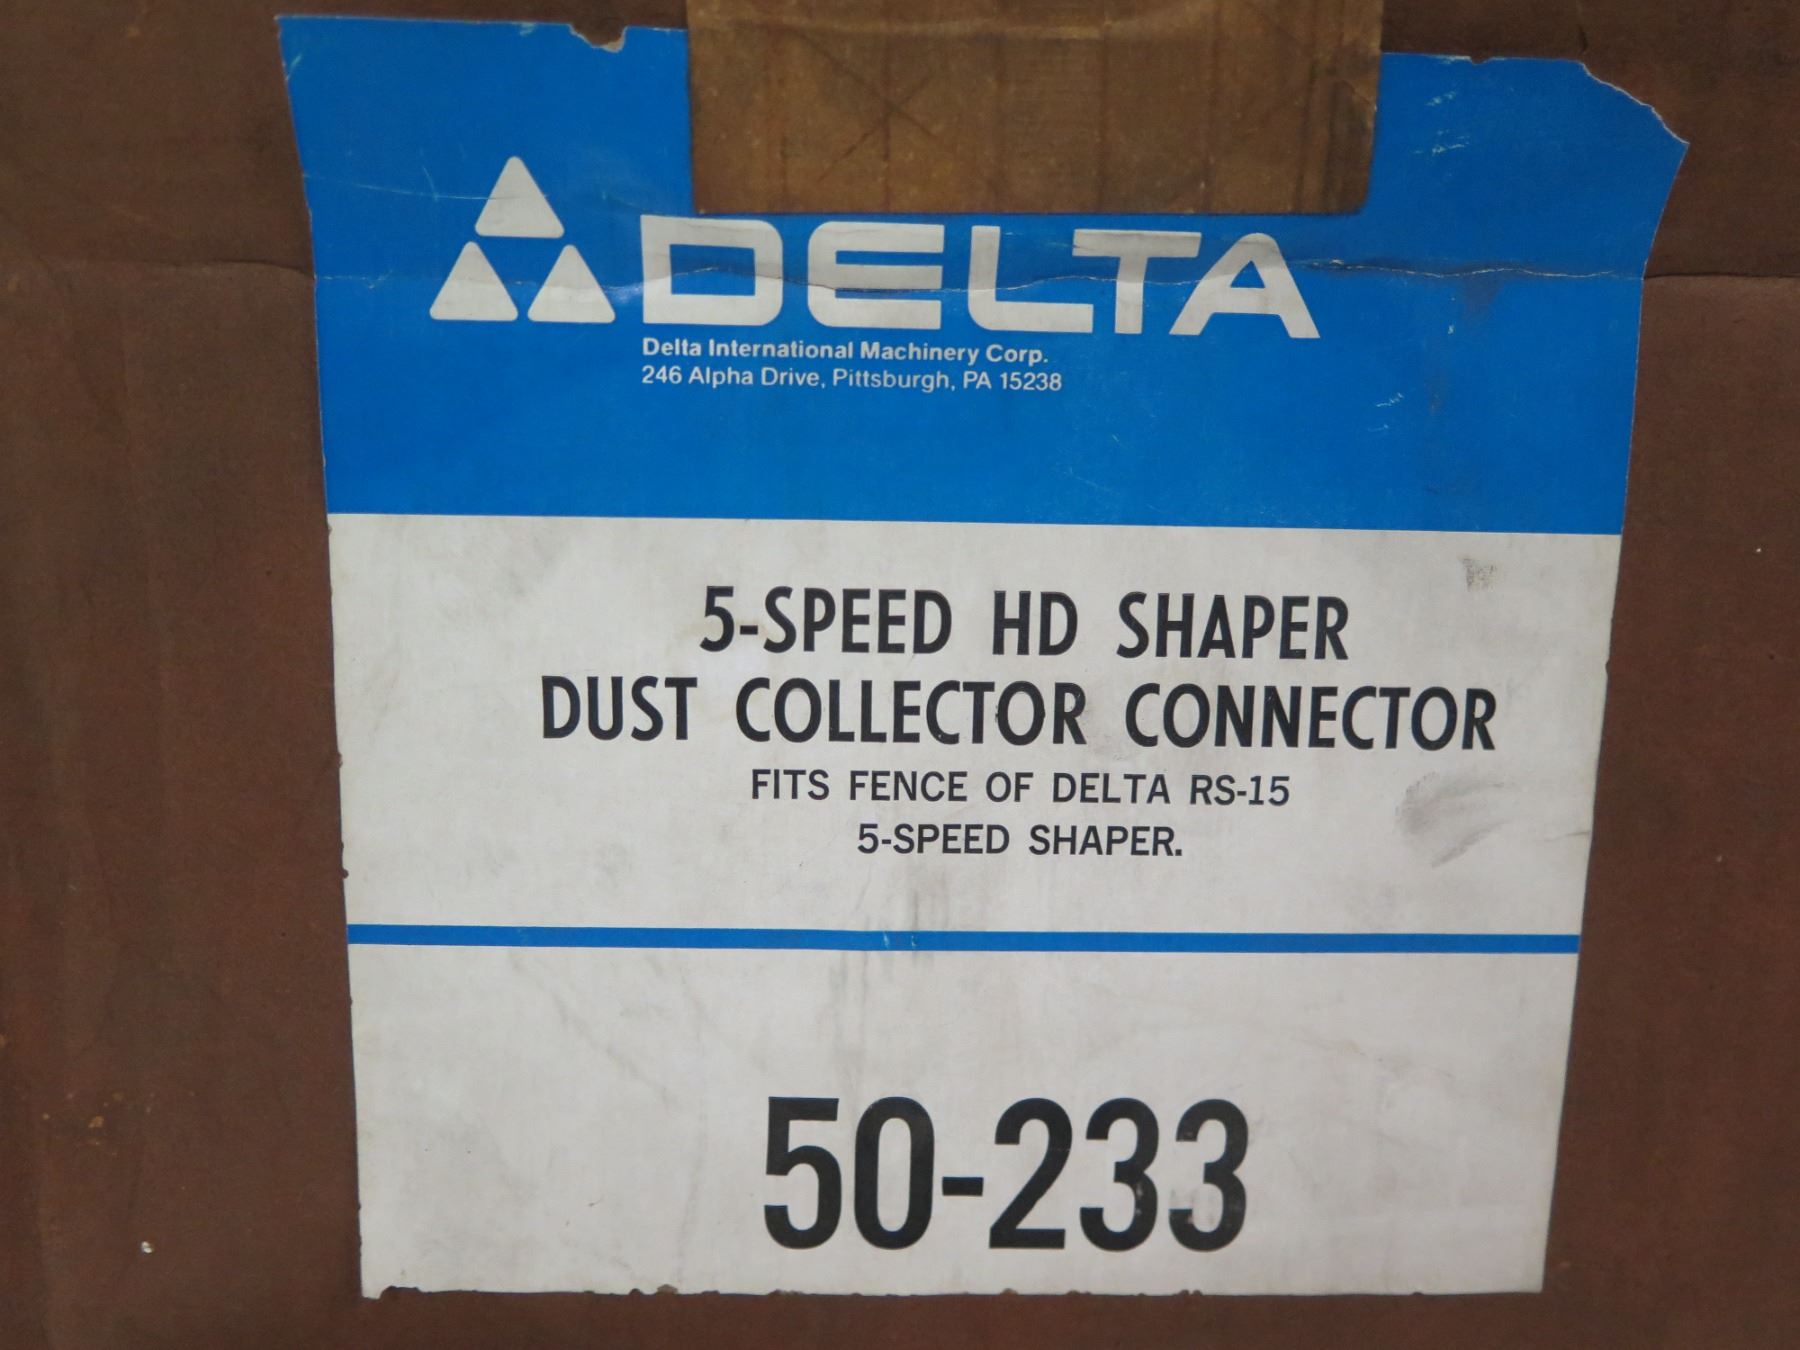 DELTA
Delta International Machinery Corp.
246 Alpha Drive, Pittsburgh, PA 15238
5-SPEED HD SHAPER
DUST COLLECTOR CONNECTOR
FITS FENCE OF DELTA RS-15
5-SPEED SHAPER.
50-233